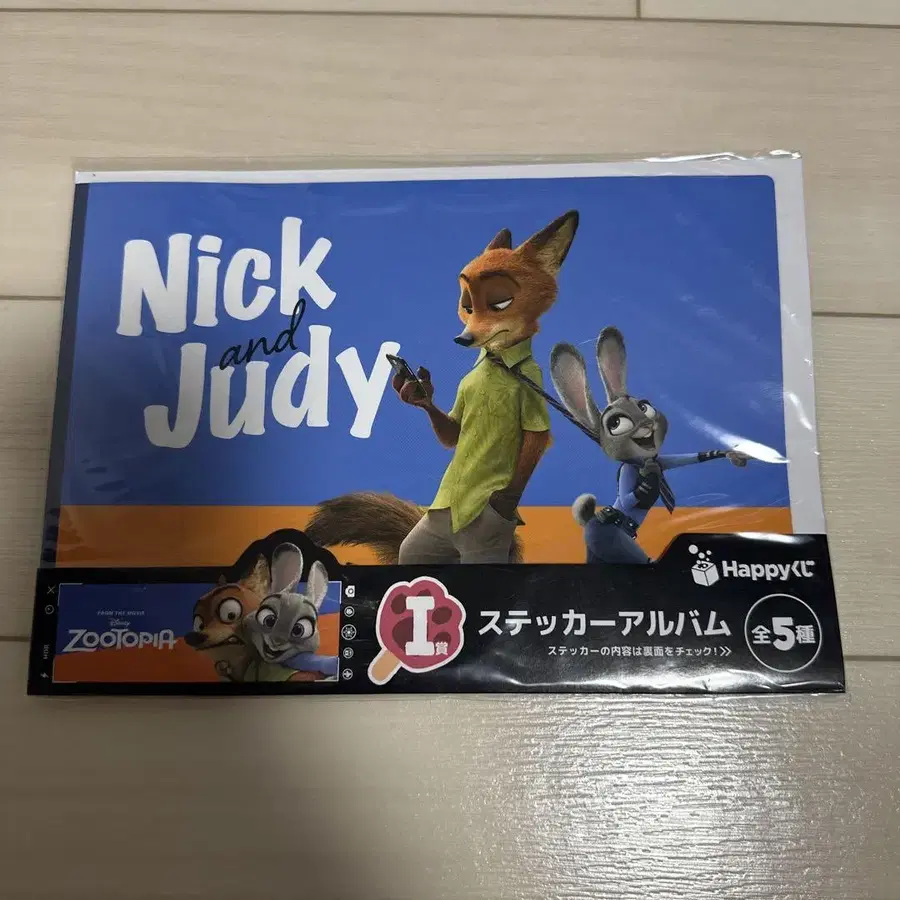 Nick
and
Judy
Happyくじ
FROM THE MOVIE
Disney
ZOOTOPIA
I賞
ステッカーアルバム
ステッカーの内容は裏面をチェック!≫
全5種